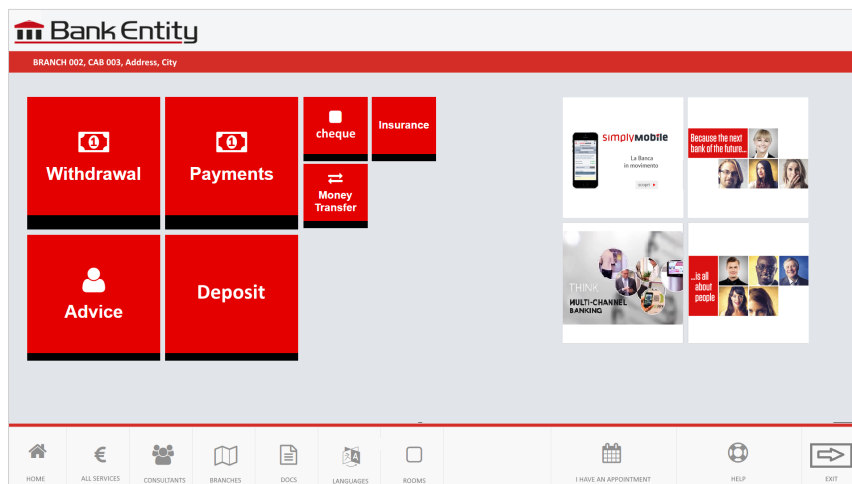 Bank Entity
BRANCH 002, CAB 003, Address, City
Withdrawal
Payments
cheque
Insurance
Money
Transfer
Advice
Deposit
simplyMobile
La Banca
in movimento
scopri
Because the next
bank of the future...
THINK
MULTI-CHANNEL
BANKING
...is all
about
people
HOME
ALL SERVICES
CONSULTANTS
BRANCHES
DOCS
LANGUAGES
ROOMS
I HAVE AN APPOINTMENT
HELP
EXIT